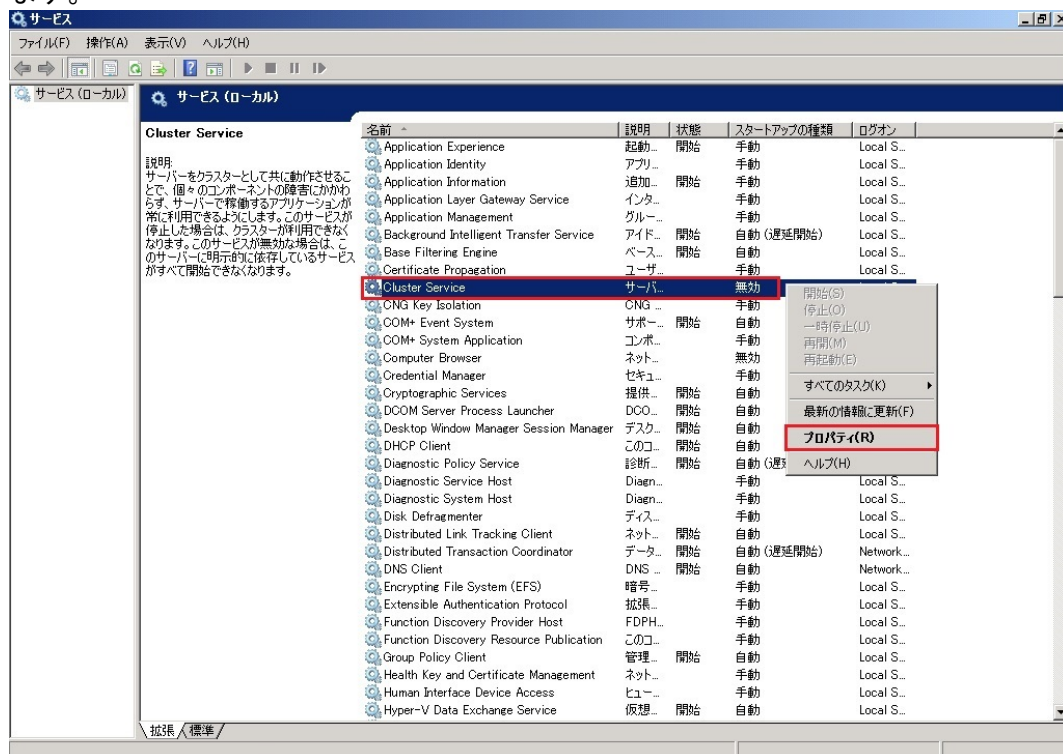 ます。
サービス
ファイル(F) 操作(A) 表示(V) ヘルプ(H)
サービス (ローカル)
サービス (ローカル)
Cluster Service
説明:
サーバーをクラスターとして共に動作させるこ
とで、個々のコンポーネントの障害にかかわ
らず、サーバーで稼働するアプリケーションが
常に利用できるようにします。このサービスが
停止した場合は、クラスターが利用できなく
なります。このサービスが無効な場合は、こ
のサーバーに明示的に依存しているサービス
がすべて開始できなくなります。
名前 説明 状態 スタートアップの種類 ログオン
Application Experience 起動... 開始 手動 Local S...
Application Identity アプリ... 手動 Local S...
Application Information 追加... 開始 手動 Local S...
Application Layer Gateway Service インタ... 手動 Local S...
Application Management グルー... 手動 Local S...
Background Intelligent Transfer Service アイド... 開始 自動 (遅延開始) Local S...
Base Filtering Engine ベース... 開始 自動 Local S...
Certificate Propagation ユーザ... 手動 Local S...
Cluster Service サーバ... 無効
CNG Key Isolation CNG ... 手動
COM+ Event System サポー... 開始 自動
COM+ System Application コンポ... 手動
Computer Browser ネット... 無効
Credential Manager セキュ... 手動
Cryptographic Services 提供... 開始 自動
DCOM Server Process Launcher DCO... 開始 自動
Desktop Window Manager Session Manager デスク... 開始 自動
DHCP Client このコ... 開始 自動
Diagnostic Policy Service 診断... 開始 自動 (遅延
Diagnostic Service Host Diagn... 手動 Local S...
Diagnostic System Host Diagn... 手動 Local S...
Disk Defragmenter ディス... 手動 Local S...
Distributed Link Tracking Client ネット... 開始 自動 Local S...
Distributed Transaction Coordinator データ... 開始 自動 (遅延開始) Network...
DNS Client DNS ... 開始 自動 Network...
Encrypting File System (EFS) 暗号... 手動 Local S...
Extensible Authentication Protocol 拡張... 手動 Local S...
Function Discovery Provider Host FDPH... 手動 Local S...
Function Discovery Resource Publication このコ... 手動 Local S...
Group Policy Client 管理... 開始 自動 Local S...
Health Key and Certificate Management ネット... 手動 Local S...
Human Interface Device Access ヒュー... 手動 Local S...
Hyper-V Data Exchange Service 仮想... 開始 自動 Local S...
開始(S)
停止(O)
一時停止(U)
再開(M)
再起動(E)
すべてのタスク(K)
最新の情報に更新(F)
プロパティ(R)
ヘルプ(H)
拡張 標準